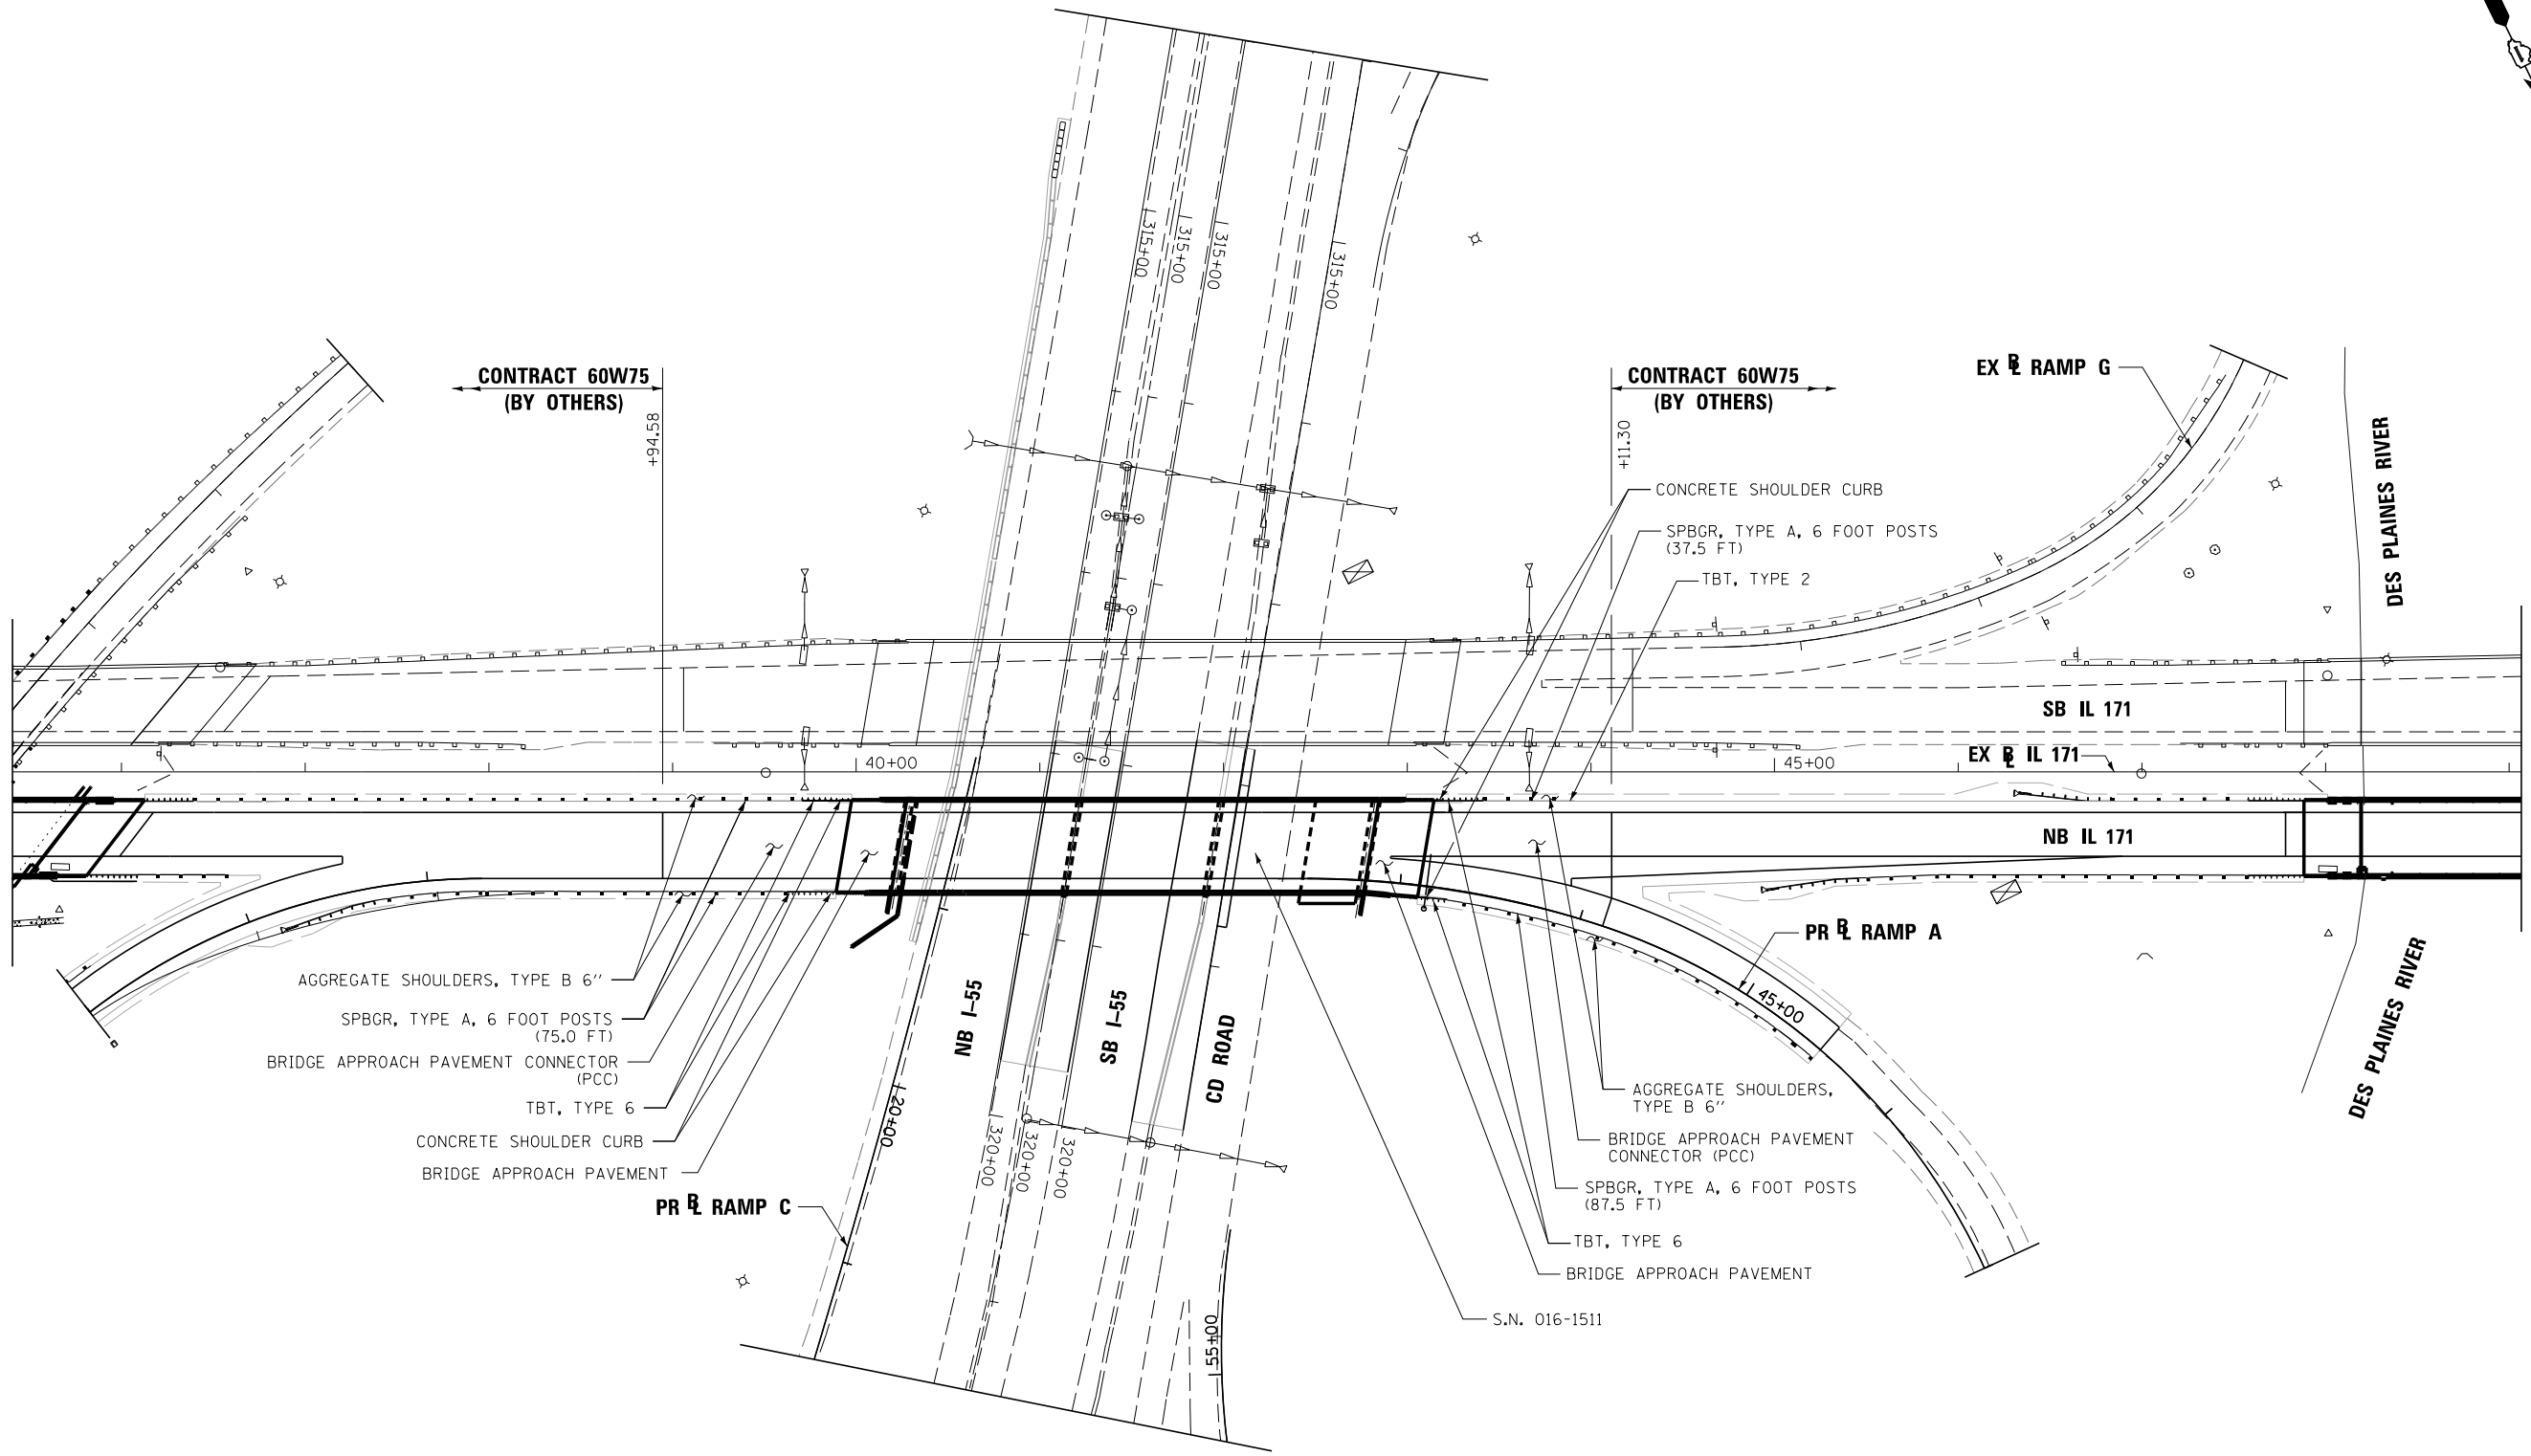 315+00
315+00
315+00
315+00
CONTRACT 60W75
(BY OTHERS)
+94.58
CONTRACT 60W75
(BY OTHERS)
+11.30
EX BL RAMP G
DES PLAINES RIVER
CONCRETE SHOULDER CURB
SPBGR, TYPE A, 6 FOOT POSTS
(37.5 FT)
TBT, TYPE 2
SB IL 171
EX BL IL 171
40+00
45+00
NB IL 171
PR BL RAMP A
45+00
DES PLAINES RIVER
AGGREGATE SHOULDERS, TYPE B 6''
SPBGR, TYPE A, 6 FOOT POSTS
(75.0 FT)
BRIDGE APPROACH PAVEMENT CONNECTOR
(PCC)
TBT, TYPE 6
CONCRETE SHOULDER CURB
BRIDGE APPROACH PAVEMENT
PR BL RAMP C
NB I-55
SB I-55
CD ROAD
20+00
320+00
320+00
320+00
55+00
AGGREGATE SHOULDERS,
TYPE B 6''
BRIDGE APPROACH PAVEMENT
CONNECTOR (PCC)
SPBGR, TYPE A, 6 FOOT POSTS
(87.5 FT)
TBT, TYPE 6
BRIDGE APPROACH PAVEMENT
S.N. 016-1511